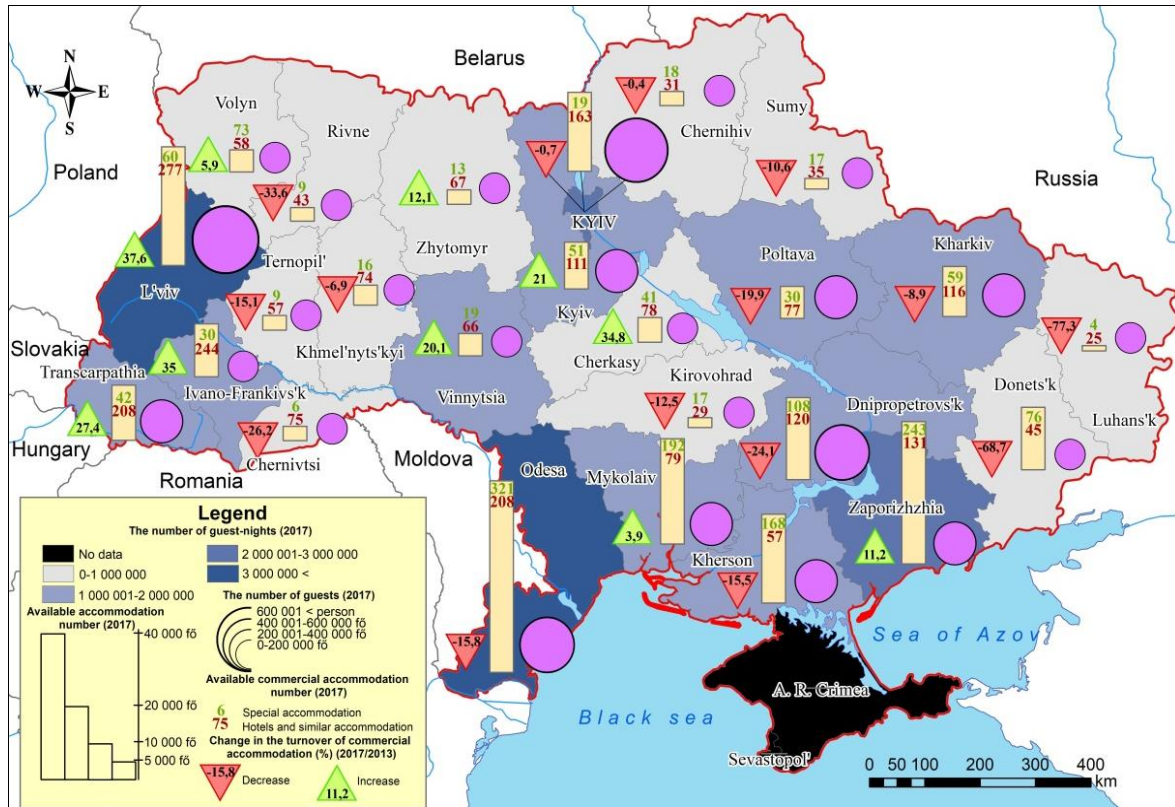 N
W E
S
Belarus
Poland
Russia
Slovakia
Hungary
Romania
Moldova
Volyn
73
58
5,9
Rivne
9
43
-33,6
13
67
12,1
Zhytomyr
19
163
-0,7
KYIV
18
31
-0,4
Chernihiv
Sumy
17
35
-10,6
60
277
37,6
L'viv
Ternopil'
9
57
-15,1
16
74
-6,9
Khmel'nyts'kyi
51
111
21
Kyiv
Poltava
30
77
-19,9
Kharkiv
59
116
-8,9
4
25
-77,3
Luhans'k
Transcarpathia
42
208
27,4
30
244
35
Ivano-Frankivs'k
6
75
-26,2
Chernivtsi
19
66
20,1
Vinnytsia
41
78
34,8
Cherkasy
Kirovohrad
17
29
-12,5
108
120
-24,1
Dnipropetrovs'k
Donets'k
76
45
-68,7
Odesa
321
208
-15,8
Mykolaiv
192
79
3,9
Kherson
168
57
-15,5
243
131
Zaporizhzhia
11,2
A. R. Crimea
Sevastopol'
Black sea
Sea of Azov
Legend
The number of guest-nights (2017)
No data
0-1 000 000
1 000 001-2 000 000
2 000 001-3 000 000
3 000 000 <
Available accommodation
number (2017)
40 000 fő
20 000 fő
10 000 fő
5 000 fő
The number of guests (2017)
600 001 < person
400 001-600 000 fő
200 001-400 000 fő
0-200 000 fő
Available commercial accommodation
number (2017)
6 Special accommodation
75 Hotels and similar accommodation
Change in the turnover of commercial
accommodation (%) (2017/2013)
-15,8 Decrease
11,2 Increase
0 50 100 200 300 400
km